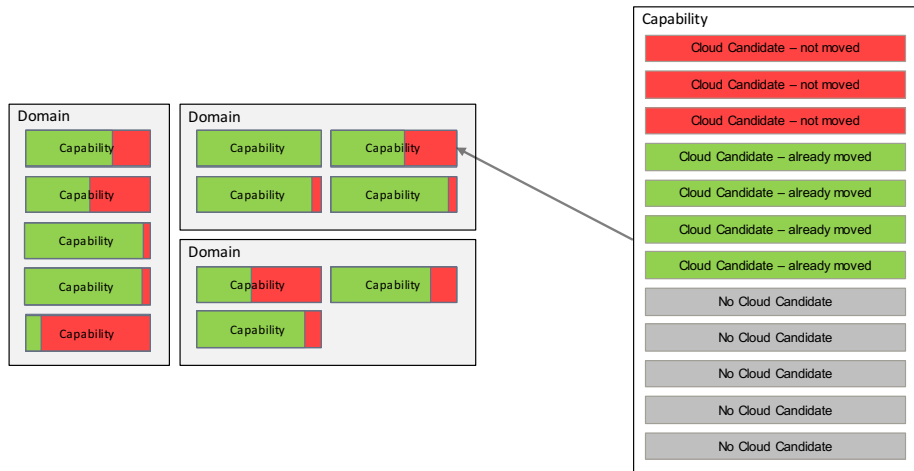 Domain
Capability
Capability
Capability
Capability
Capability
Domain
Capability
Capability
Capability
Capability
Domain
Capability
Capability
Capability
Capability
Cloud Candidate – not moved
Cloud Candidate – not moved
Cloud Candidate – not moved
Cloud Candidate – already moved
Cloud Candidate – already moved
Cloud Candidate – already moved
Cloud Candidate – already moved
No Cloud Candidate
No Cloud Candidate
No Cloud Candidate
No Cloud Candidate
No Cloud Candidate